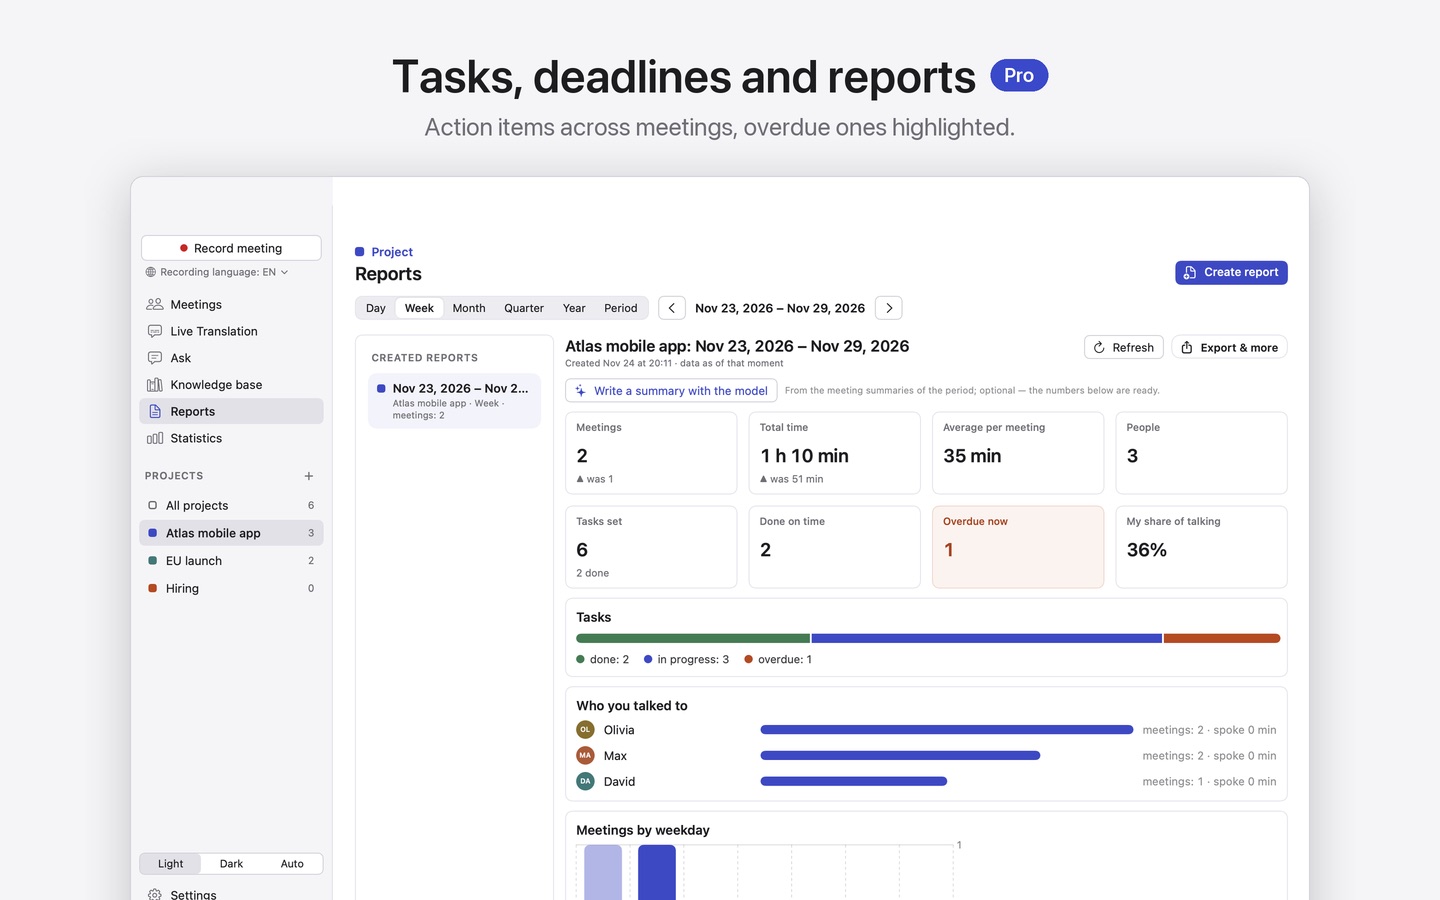 Tasks, deadlines and reports Pro
Action items across meetings, overdue ones highlighted.
Record meeting
Recording language: EN
Meetings
Live Translation
Ask
Knowledge base
Reports
Statistics
PROJECTS +
All projects 6
Atlas mobile app 3
EU launch 2
Hiring 0
Light Dark Auto
Settings
Project
Reports
Create report
Day Week Month Quarter Year Period
Nov 23, 2026 – Nov 29, 2026
CREATED REPORTS
Nov 23, 2026 – Nov 2...
Atlas mobile app · Week ·
meetings: 2
Atlas mobile app: Nov 23, 2026 – Nov 29, 2026
Created Nov 24 at 20:11 · data as of that moment
Refresh
Export & more
Write a summary with the model
From the meeting summaries of the period; optional — the numbers below are ready.
Meetings
2
▲ was 1
Total time
1 h 10 min
▲ was 51 min
Average per meeting
35 min
People
3
Tasks set
6
2 done
Done on time
2
Overdue now
1
My share of talking
36%
Tasks
done: 2 in progress: 3 overdue: 1
Who you talked to
OL Olivia meetings: 2 · spoke 0 min
MA Max meetings: 2 · spoke 0 min
DA David meetings: 1 · spoke 0 min
Meetings by weekday
1